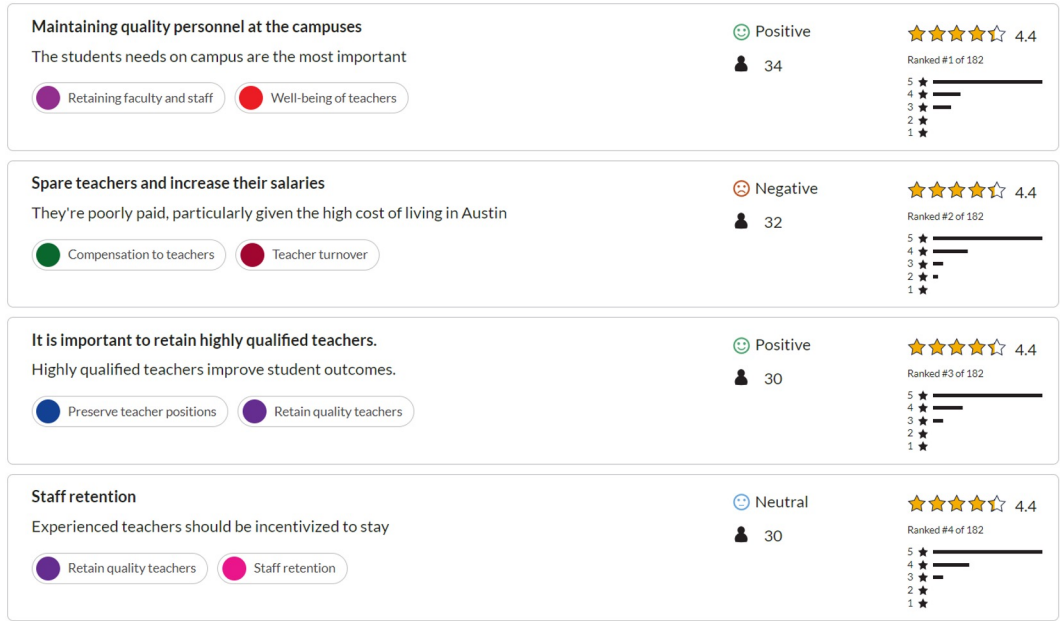 Maintaining quality personnel at the campuses
The students needs on campus are the most important
Retaining faculty and staff Well-being of teachers
Positive
34
4.4
Ranked #1 of 182
5
4
3
2
1
Spare teachers and increase their salaries
They're poorly paid, particularly given the high cost of living in Austin
Compensation to teachers Teacher turnover
Negative
32
4.4
Ranked #2 of 182
5
4
3
2
1
It is important to retain highly qualified teachers.
Highly qualified teachers improve student outcomes.
Preserve teacher positions Retain quality teachers
Positive
30
4.4
Ranked #3 of 182
5
4
3
2
1
Staff retention
Experienced teachers should be incentivized to stay
Retain quality teachers Staff retention
Neutral
30
4.4
Ranked #4 of 182
5
4
3
2
1